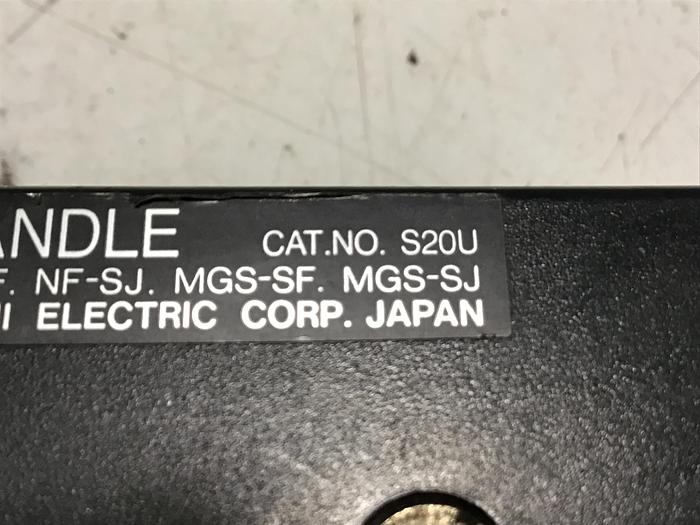 ANDLE CAT.NO. S20U
F. NF-SJ. MGS-SF. MGS-SJ
I ELECTRIC CORP. JAPAN